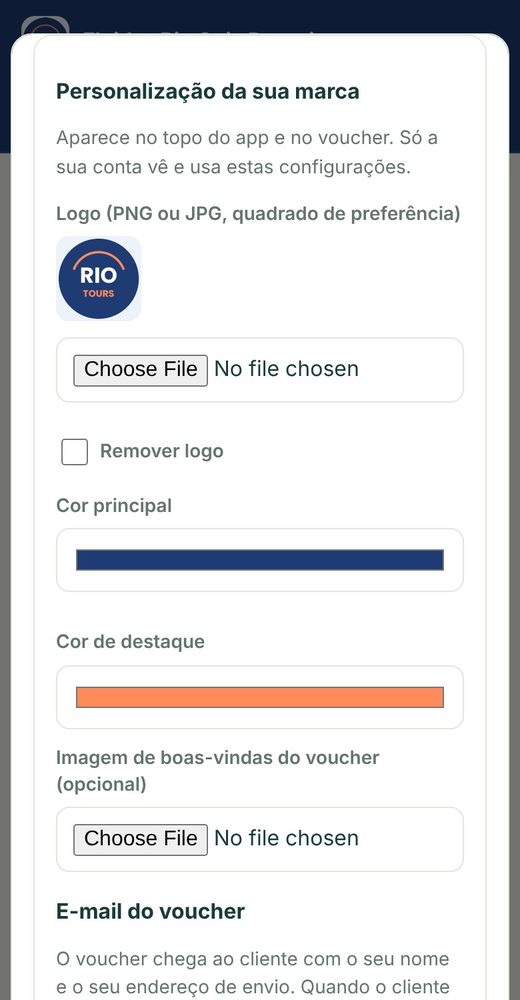 Personalização da sua marca
Aparece no topo do app e no voucher. Só a
sua conta vê e usa estas configurações.
Logo (PNG ou JPG, quadrado de preferência)
RIO
TOURS
Choose File No file chosen
Remover logo
Cor principal
Cor de destaque
Imagem de boas-vindas do voucher
(opcional)
Choose File No file chosen
E-mail do voucher
O voucher chega ao cliente com o seu nome
e o seu endereço de envio. Quando o cliente